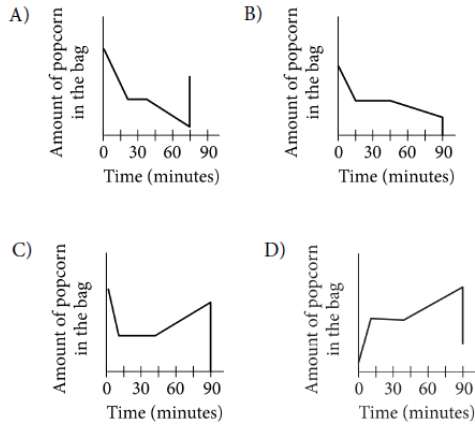 A)
Amount of popcorn
in the bag
0 30 60 90
Time (minutes)
B)
Amount of popcorn
in the bag
0 30 60 90
Time (minutes)
C)
Amount of popcorn
in the bag
0 30 60 90
Time (minutes)
D)
Amount of popcorn
in the bag
0 30 60 90
Time (minutes)